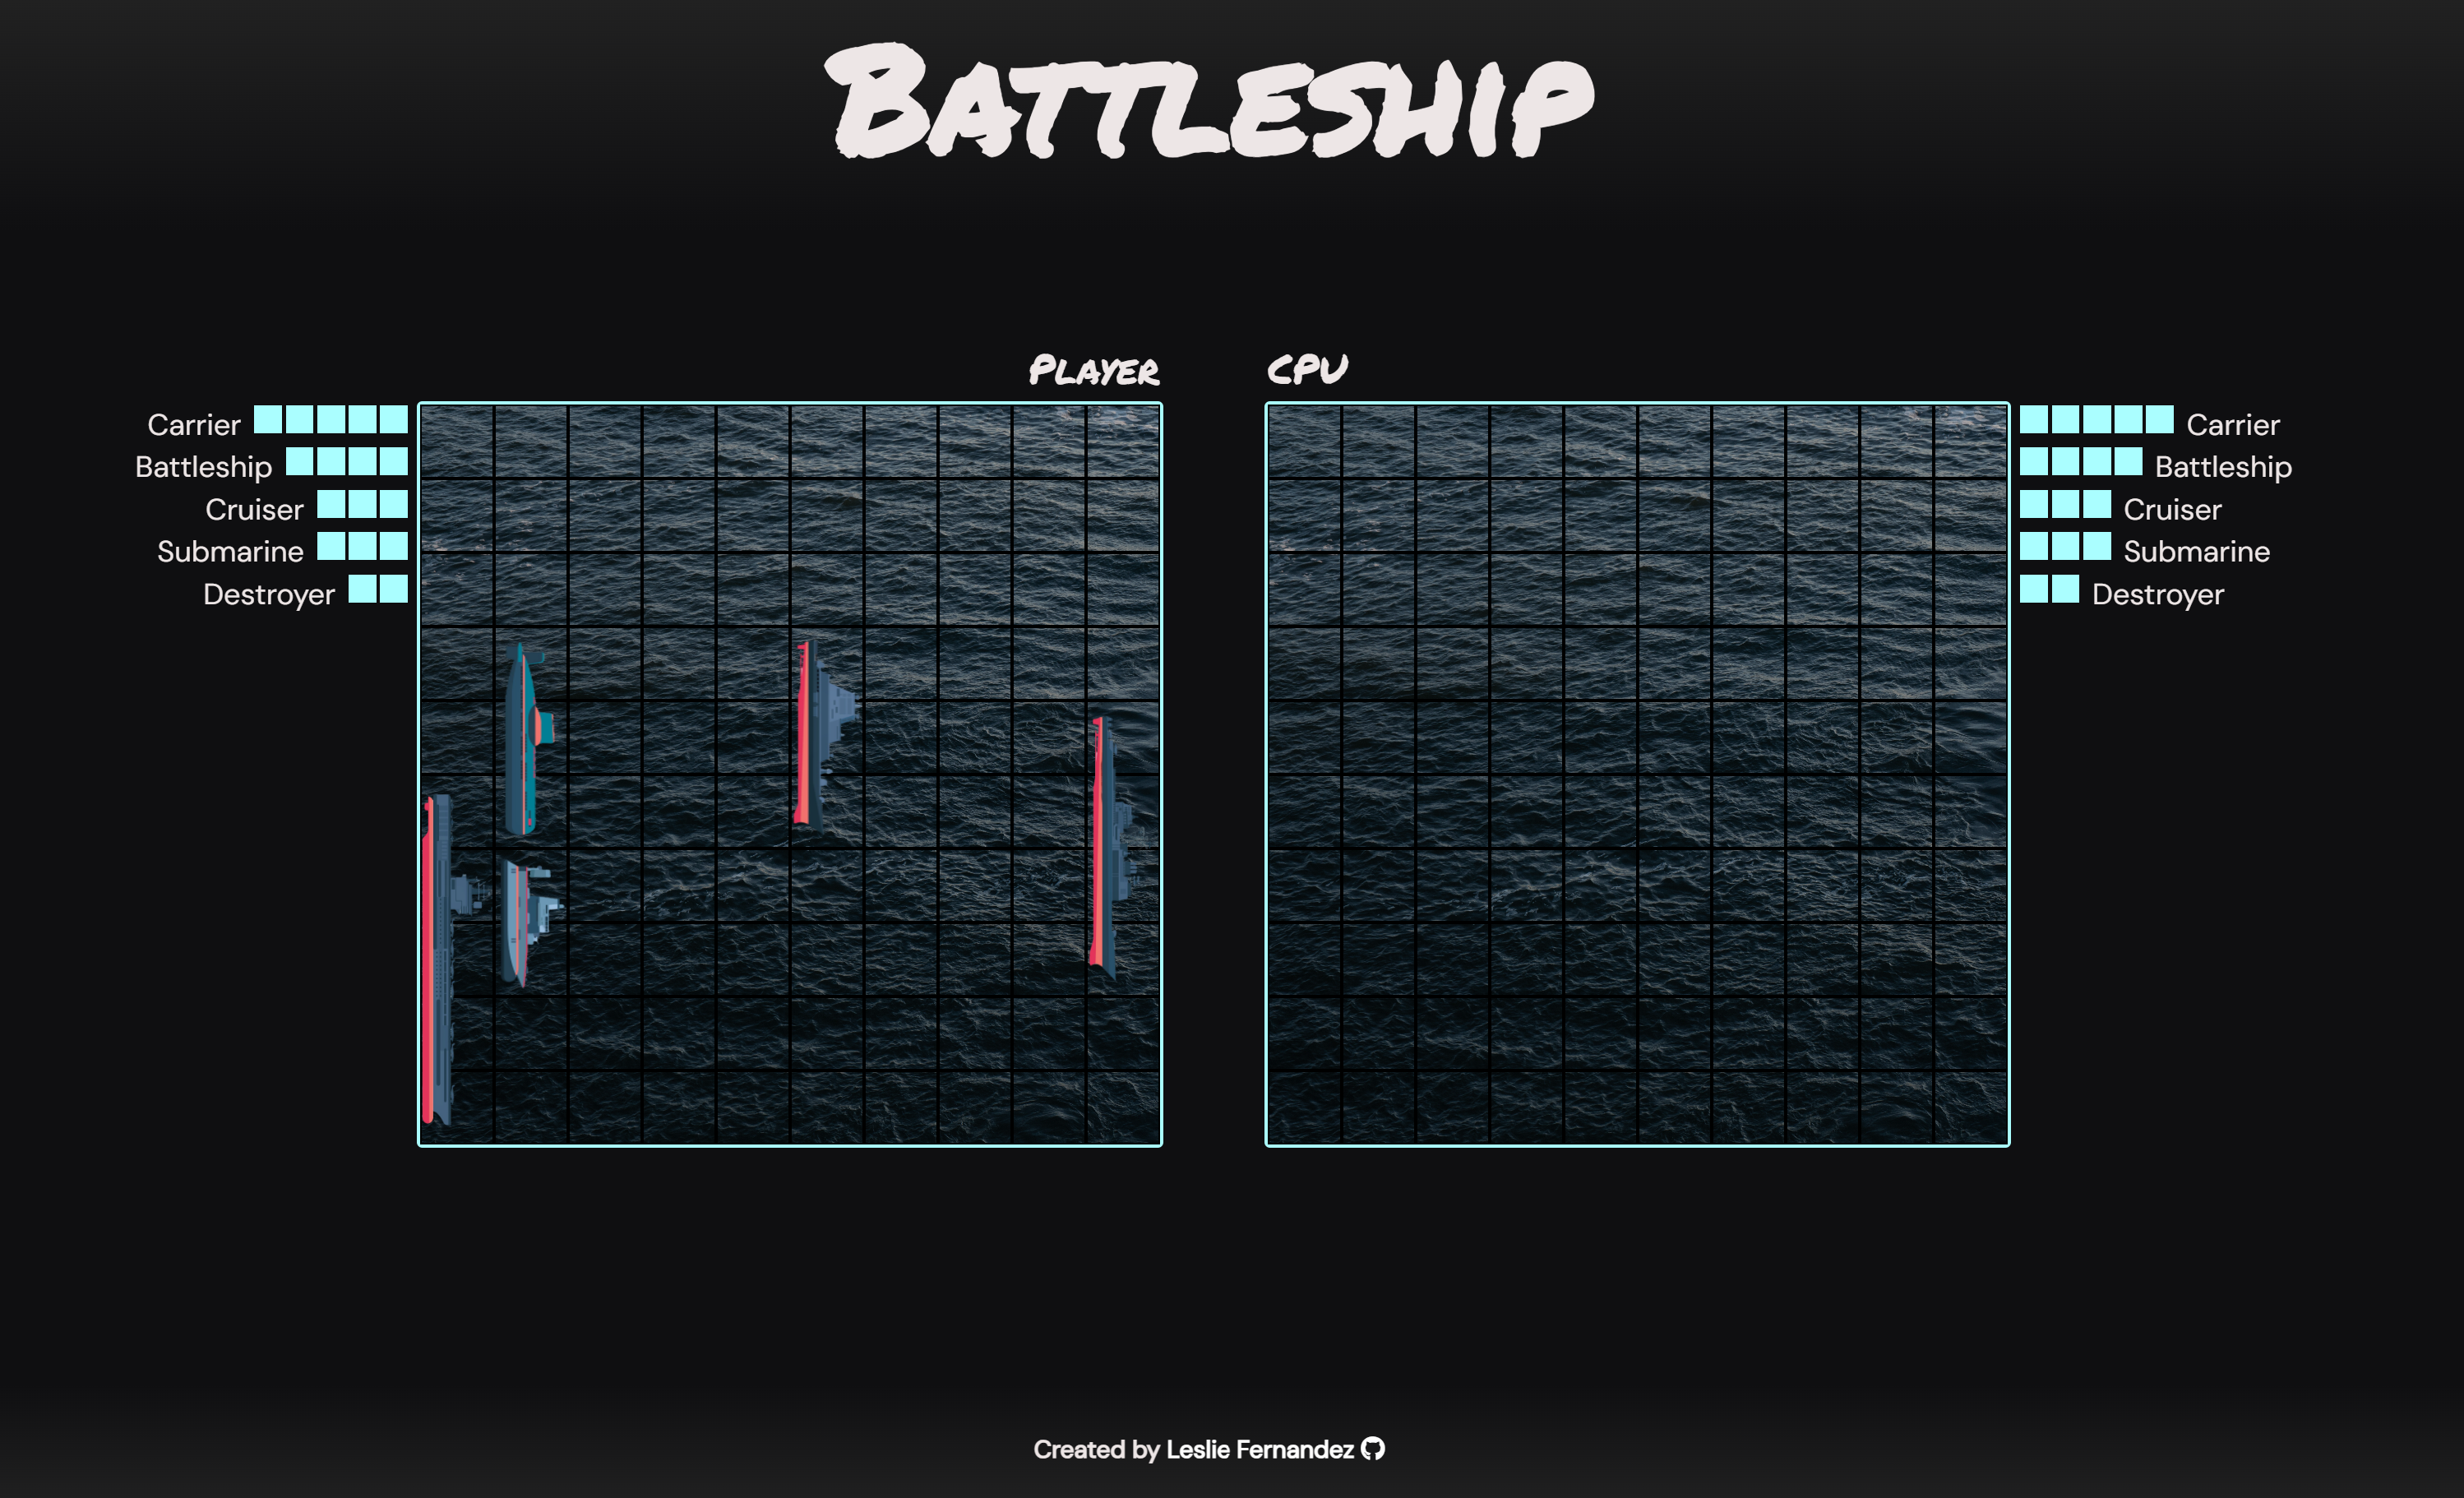 Battleship
Player
CPU
Carrier
Battleship
Cruiser
Submarine
Destroyer
Carrier
Battleship
Cruiser
Submarine
Destroyer
Created by Leslie Fernandez